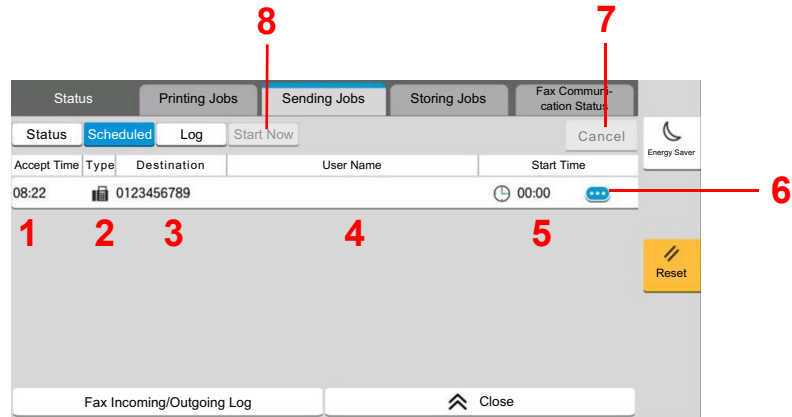 8
7
Status
Printing Jobs
Sending Jobs
Storing Jobs
Fax Communi-
cation Status
Status
Scheduled
Log
Start Now
Cancel
Energy Saver
Accept Time
Type
Destination
User Name
Start Time
08:22
0123456789
00:00
6
1
2
3
4
5
Reset
Fax Incoming/Outgoing Log
Close